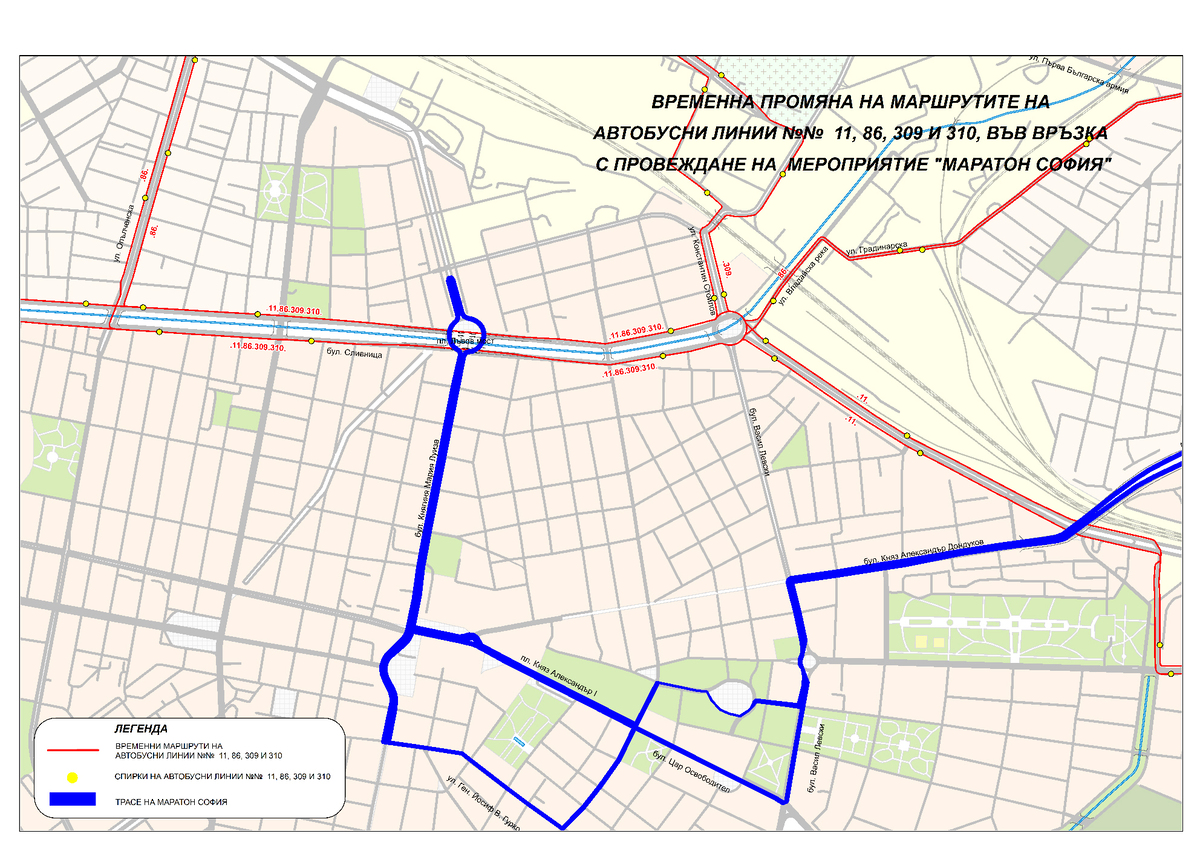 ул. Първа Българска армия
ВРЕМЕННА ПРОМЯНА НА МАРШРУТИТЕ НА
АВТОБУСНИ ЛИНИИ №№ 11, 86, 309 И 310, ВЪВ ВРЪЗКА
С ПРОВЕЖДАНЕ НА МЕРОПРИЯТИЕ "МАРАТОН СОФИЯ"
.86.
.86.
ул. Опълченска
ул. Константин Стоилов
.309.
.86.
ул. Владайска река
ул. Градинарска
.11.86.309.310.
.11.86.309.310.
бул. Сливница
пл. Лъвов мост
.11.86.309.310.
.11.86.309.310.
.11.
.11.
бул. Васил Левски
бул. Княгиня Мария Луиза
бул. Княз Александър Дондуков
пл. Княз Александър I
бул. Цар Освободител
бул. Васил Левски
ул. Ген. Йосиф В. Гурко
ЛЕГЕНДА
ВРЕМЕННИ МАРШРУТИ НА
АВТОБУСНИ ЛИНИИ №№ 11, 86, 309 И 310
СПИРКИ НА АВТОБУСНИ ЛИНИИ №№ 11, 86, 309 И 310
ТРАСЕ НА МАРАТОН СОФИЯ